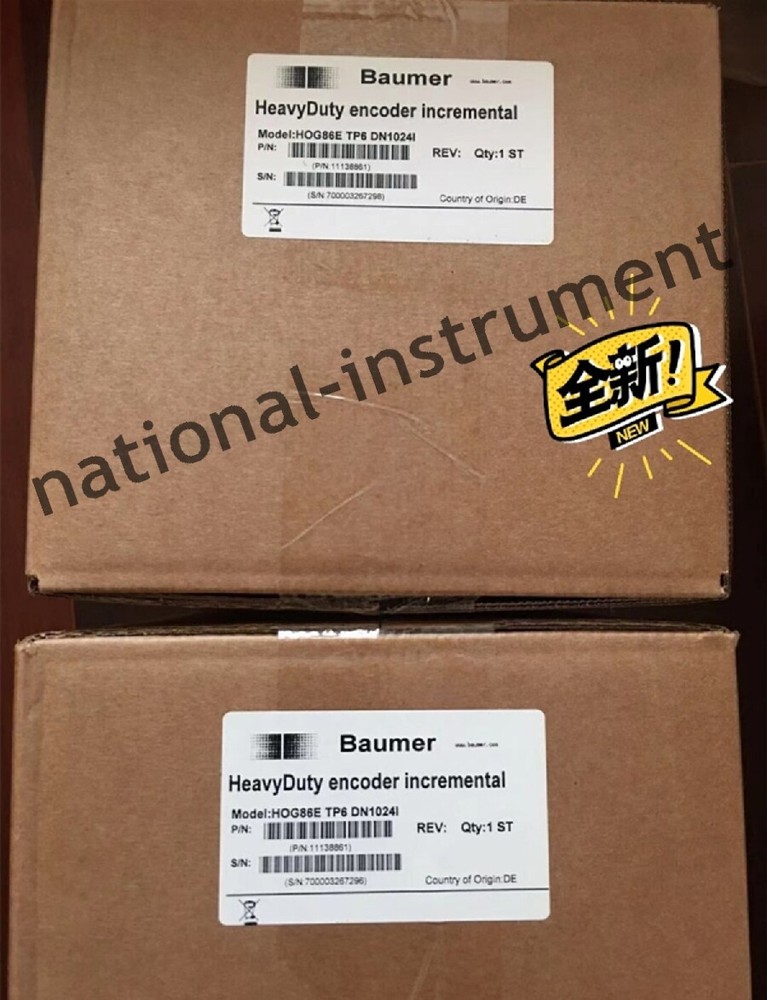 Baumer
HeavyDuty encoder incremental
Model:HOG86E TP6 DN1024I
P/N:
REV: Qty:1 ST
(P/N:11138861)
S/N:
(S/N:700003267296)
Country of Origin:DE
national-instrument
全新!
NEW
Baumer
HeavyDuty encoder incremental
Model:HOG86E TP6 DN1024I
P/N:
REV: Qty:1 ST
(P/N:11138861)
S/N:
(S/N:700003267296)
Country of Origin:DE